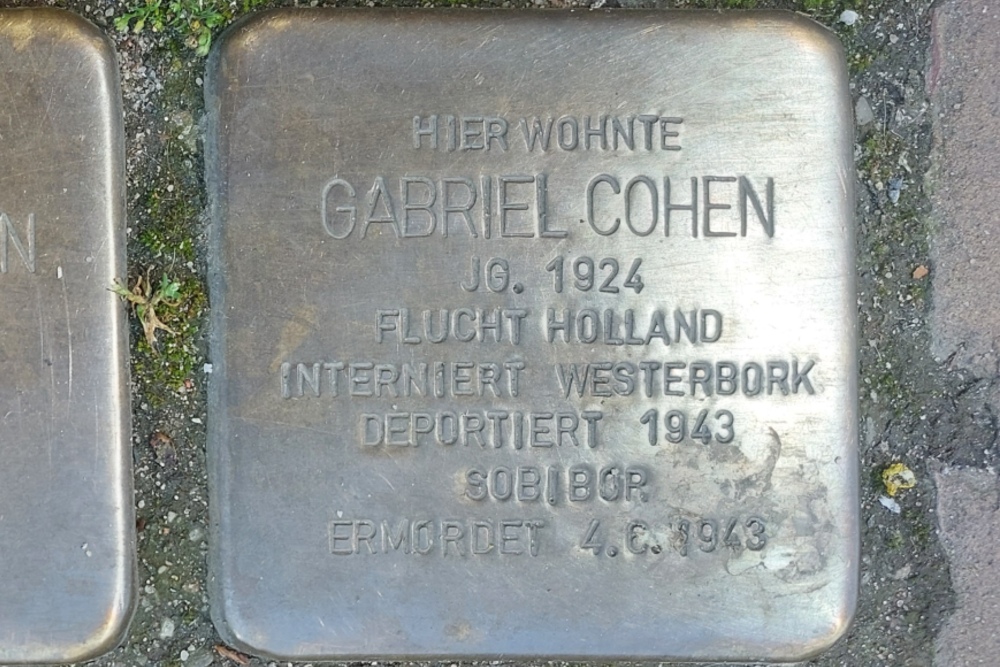 HIER WOHNTE
GABRIEL COHEN
JG. 1924
FLUCHT HOLLAND
INTERNIERT WESTERBORK
DEPORTIERT 1943
SOBIBOR
ERMORDET 4.6.1943
N